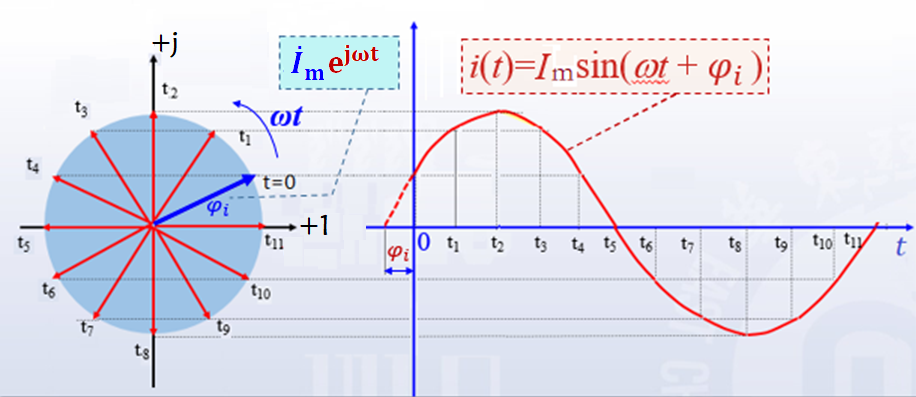 +j
İm e^jωt
i(t)=Imsin(ωt + φi)
t2
t3
ωt
t1
t4
t=0
φi
t5
t11
+1
t6
t10
t7
t9
t8
φi
0
t1
t2
t3
t4
t5
t6
t7
t8
t9
t10
t11
t